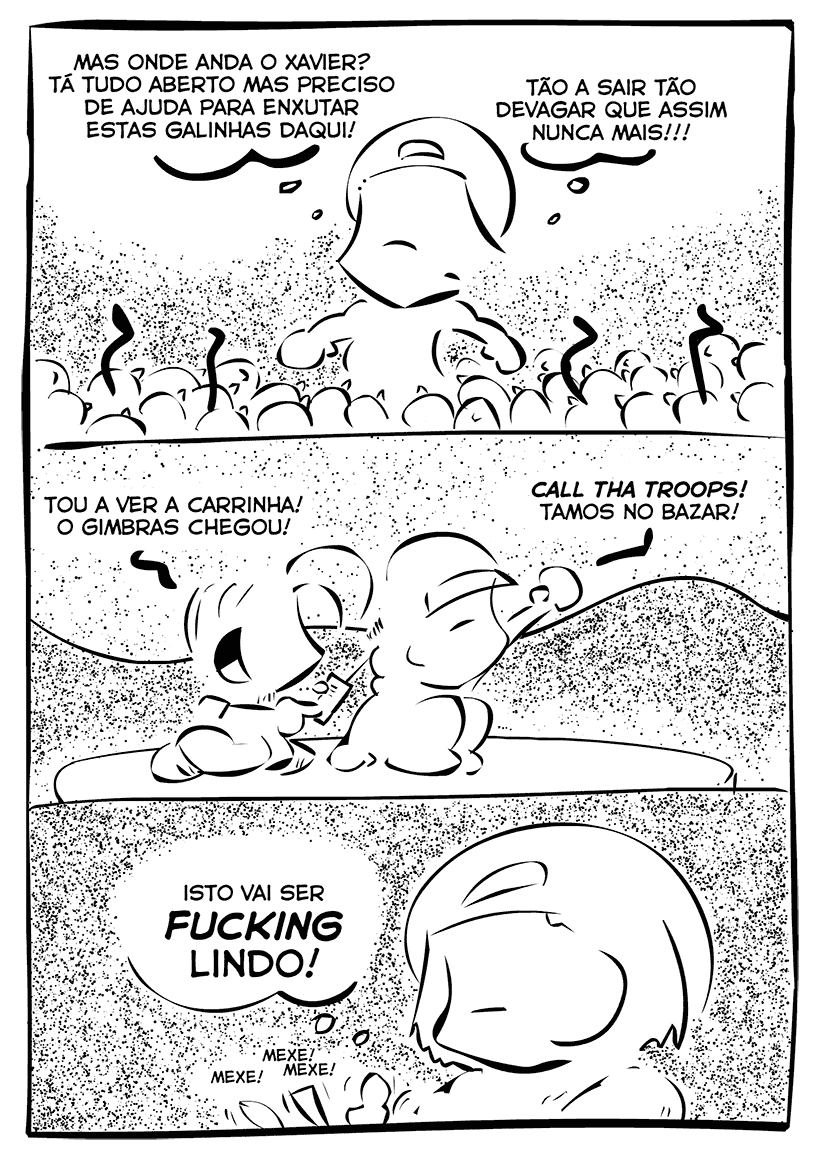 MAS ONDE ANDA O XAVIER?
TÁ TUDO ABERTO MAS PRECISO
DE AJUDA PARA ENXUTAR
ESTAS GALINHAS DAQUI!
TÃO A SAIR TÃO
DEVAGAR QUE ASSIM
NUNCA MAIS!!!
TOU A VER A CARRINHA!
O GIMBRAS CHEGOU!
CALL THA TROOPS!
TAMOS NO BAZAR!
ISTO VAI SER
FUCKING
LINDO!
MEXE!
MEXE!
MEXE!